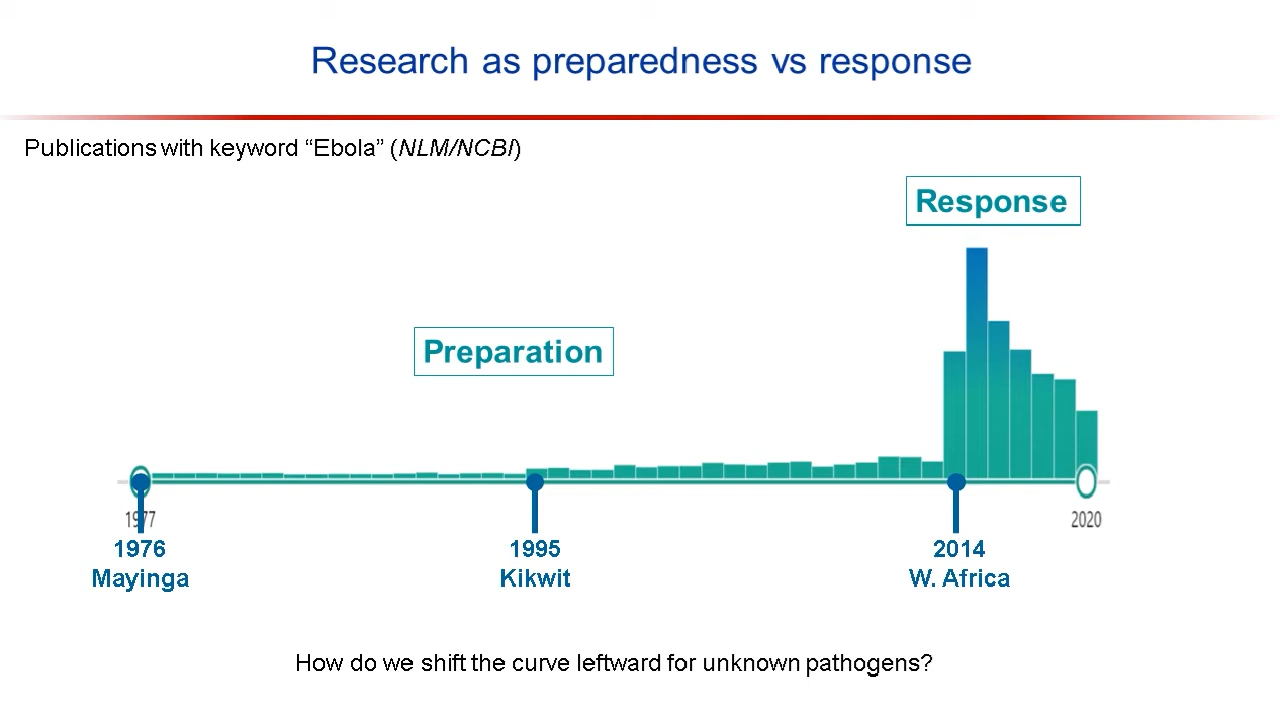 Research as preparedness vs response
Publications with keyword “Ebola” (NLM/NCBI)
Response
Preparation
1977
2020
1976
Mayinga
1995
Kikwit
2014
W. Africa
How do we shift the curve leftward for unknown pathogens?